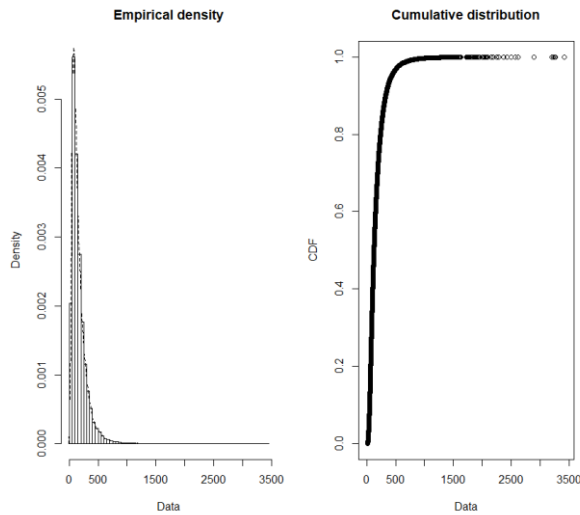 Empirical density
Density
0.000 0.001 0.002 0.003 0.004 0.005
0 500 1500 2500 3500
Data
Cumulative distribution
CDF
0.0 0.2 0.4 0.6 0.8 1.0
0 500 1500 2500 3500
Data